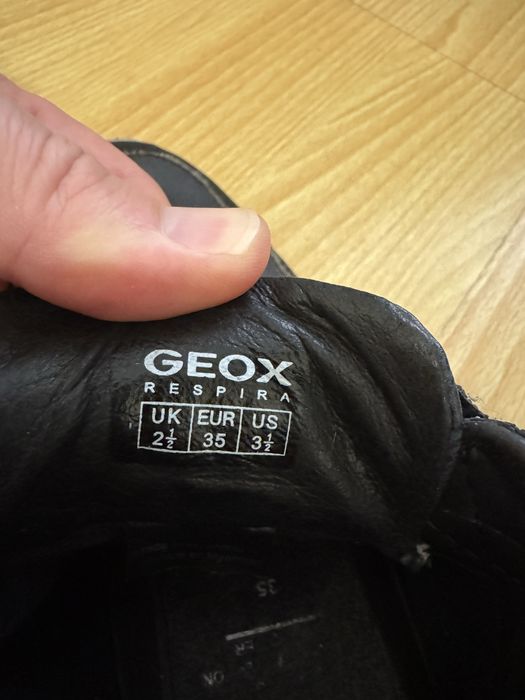 GEOX
RESPIRA
UK EUR US
2½ 35 3½
35